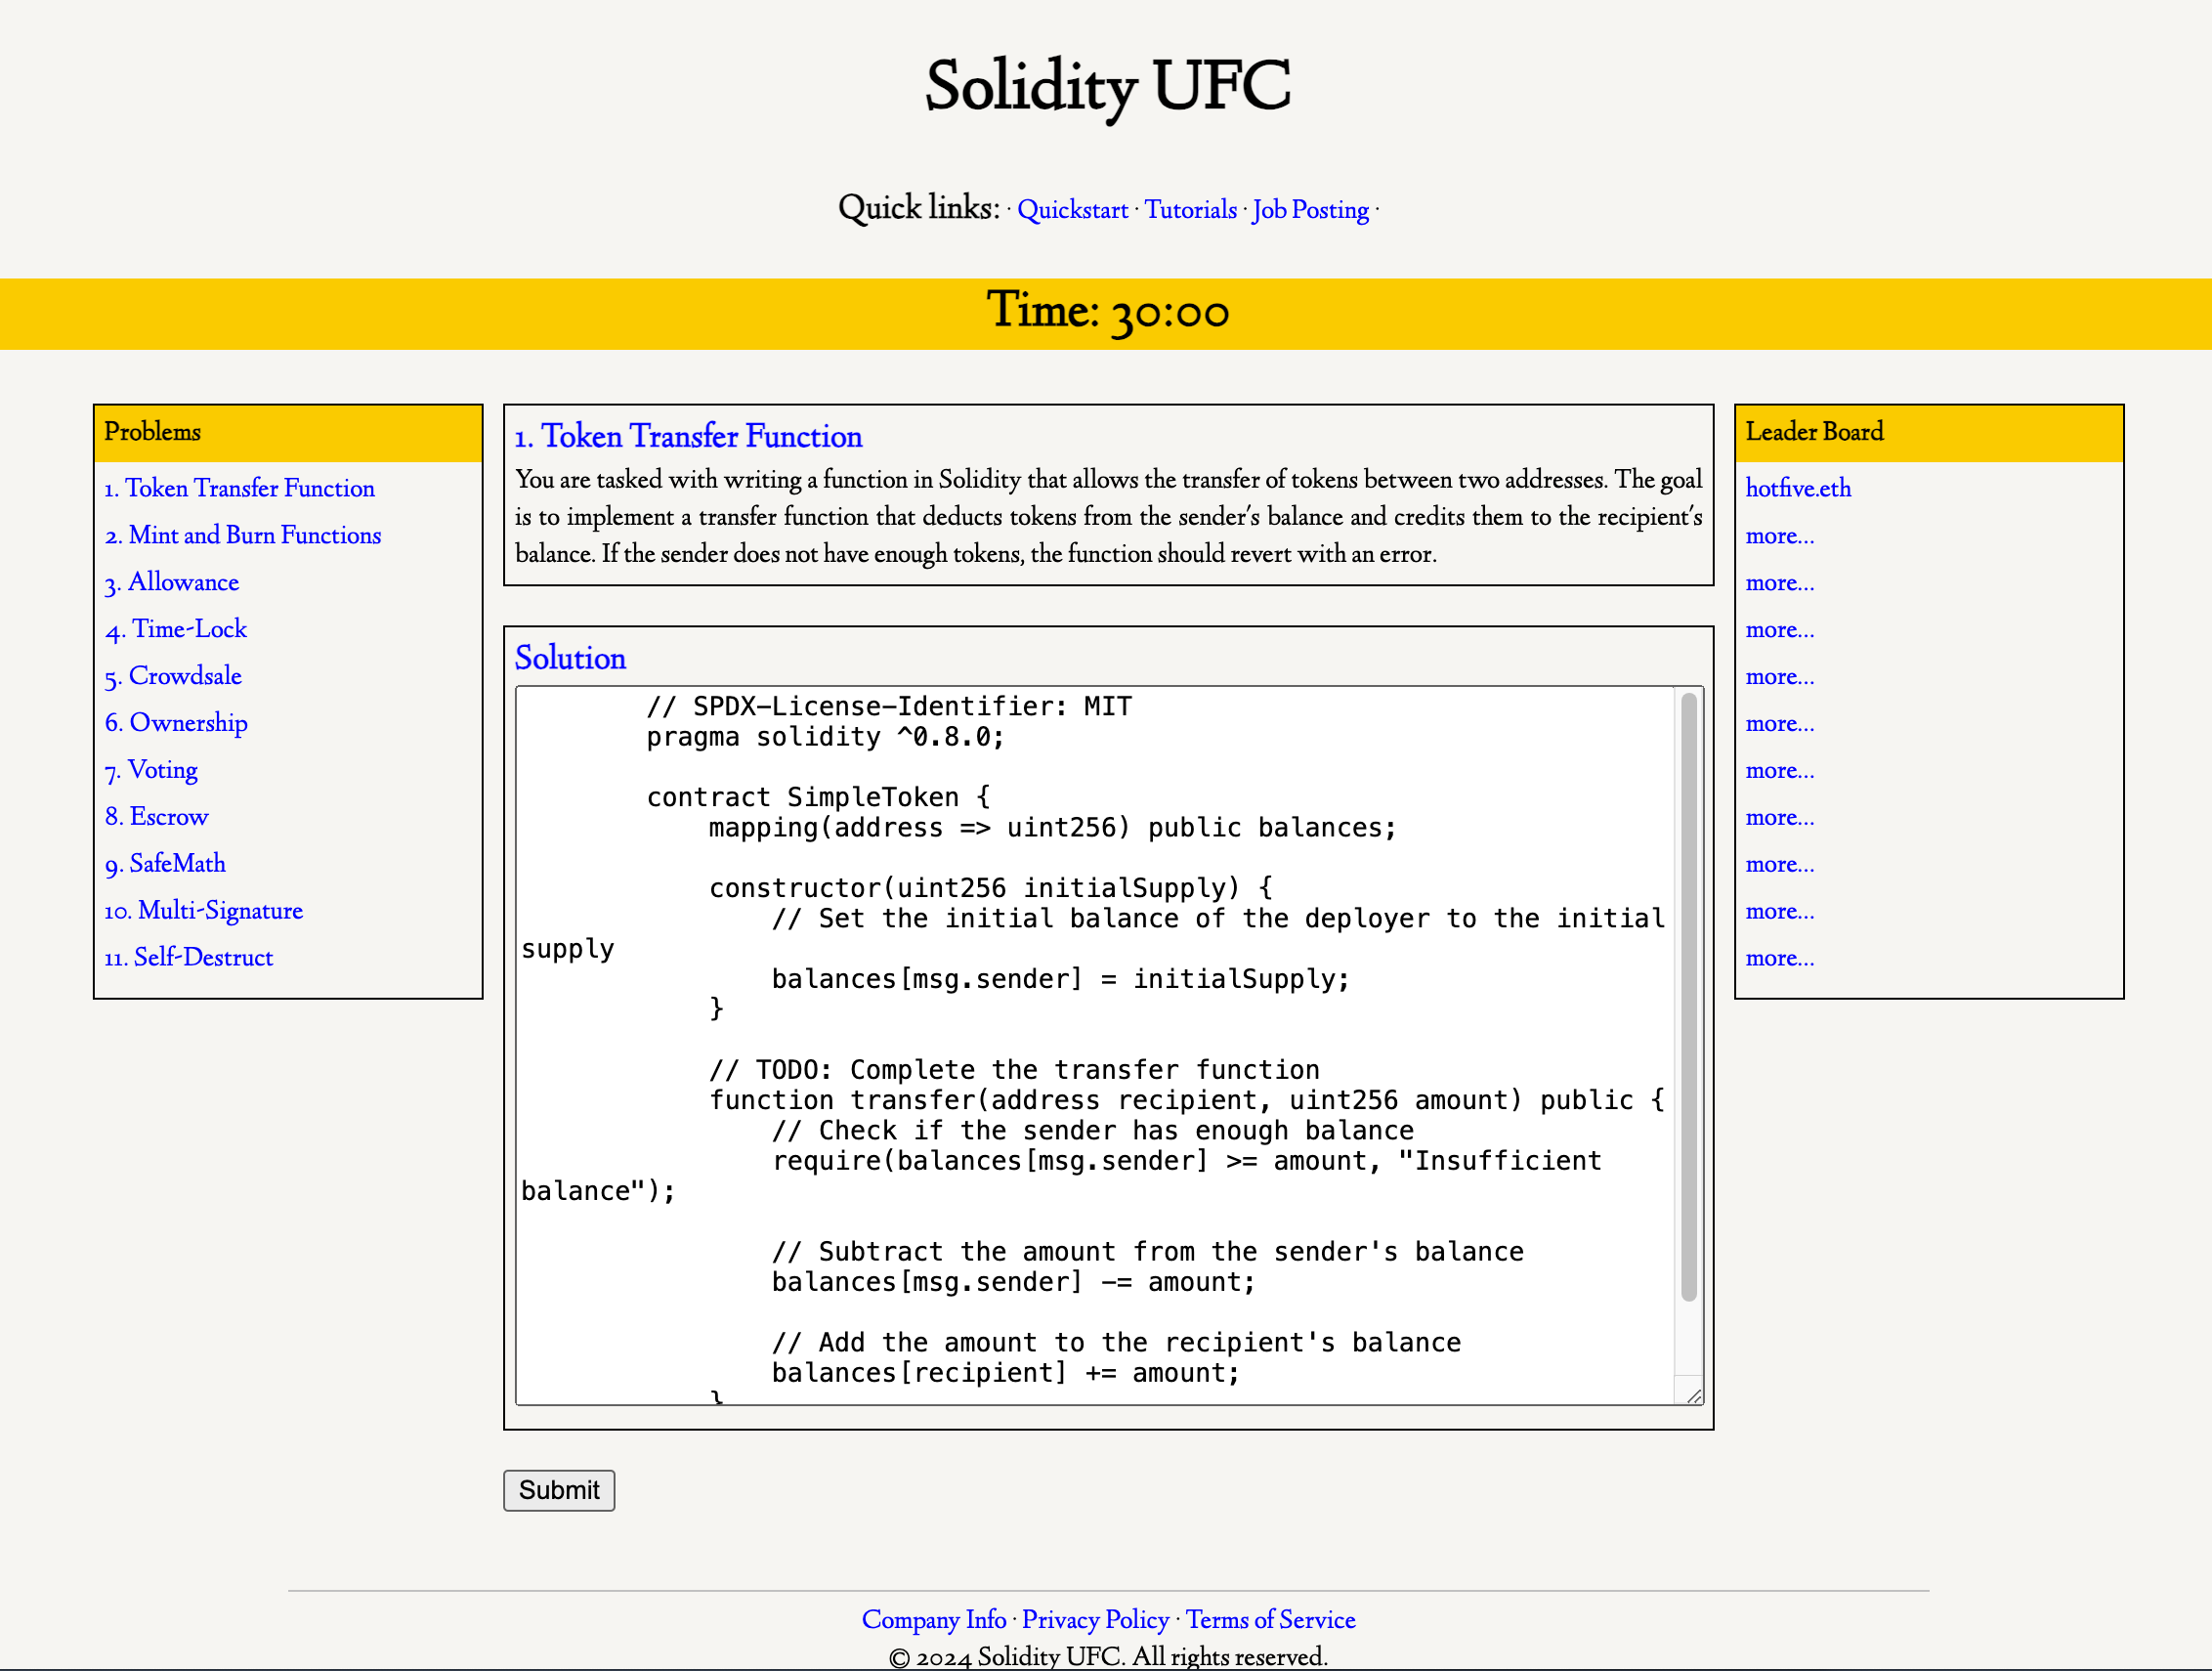 Solidity UFC
Quick links: · Quickstart · Tutorials · Job Posting ·
Time: 30:00
Problems
1. Token Transfer Function
2. Mint and Burn Functions
3. Allowance
4. Time-Lock
5. Crowdsale
6. Ownership
7. Voting
8. Escrow
9. SafeMath
10. Multi-Signature
11. Self-Destruct
1. Token Transfer Function
You are tasked with writing a function in Solidity that allows the transfer of tokens between two addresses. The goal
is to implement a transfer function that deducts tokens from the sender's balance and credits them to the recipient's
balance. If the sender does not have enough tokens, the function should revert with an error.
Solution
// SPDX-License-Identifier: MIT
pragma solidity ^0.8.0;
contract SimpleToken {
mapping(address => uint256) public balances;
constructor(uint256 initialSupply) {
// Set the initial balance of the deployer to the initial
supply
balances[msg.sender] = initialSupply;
}
// TODO: Complete the transfer function
function transfer(address recipient, uint256 amount) public {
// Check if the sender has enough balance
require(balances[msg.sender] >= amount, "Insufficient
balance");
// Subtract the amount from the sender's balance
balances[msg.sender] -= amount;
// Add the amount to the recipient's balance
balances[recipient] += amount;
}
Submit
Leader Board
hotfive.eth
more...
more...
more...
more...
more...
more...
more...
more...
more...
more...
Company Info · Privacy Policy · Terms of Service
© 2024 Solidity UFC. All rights reserved.